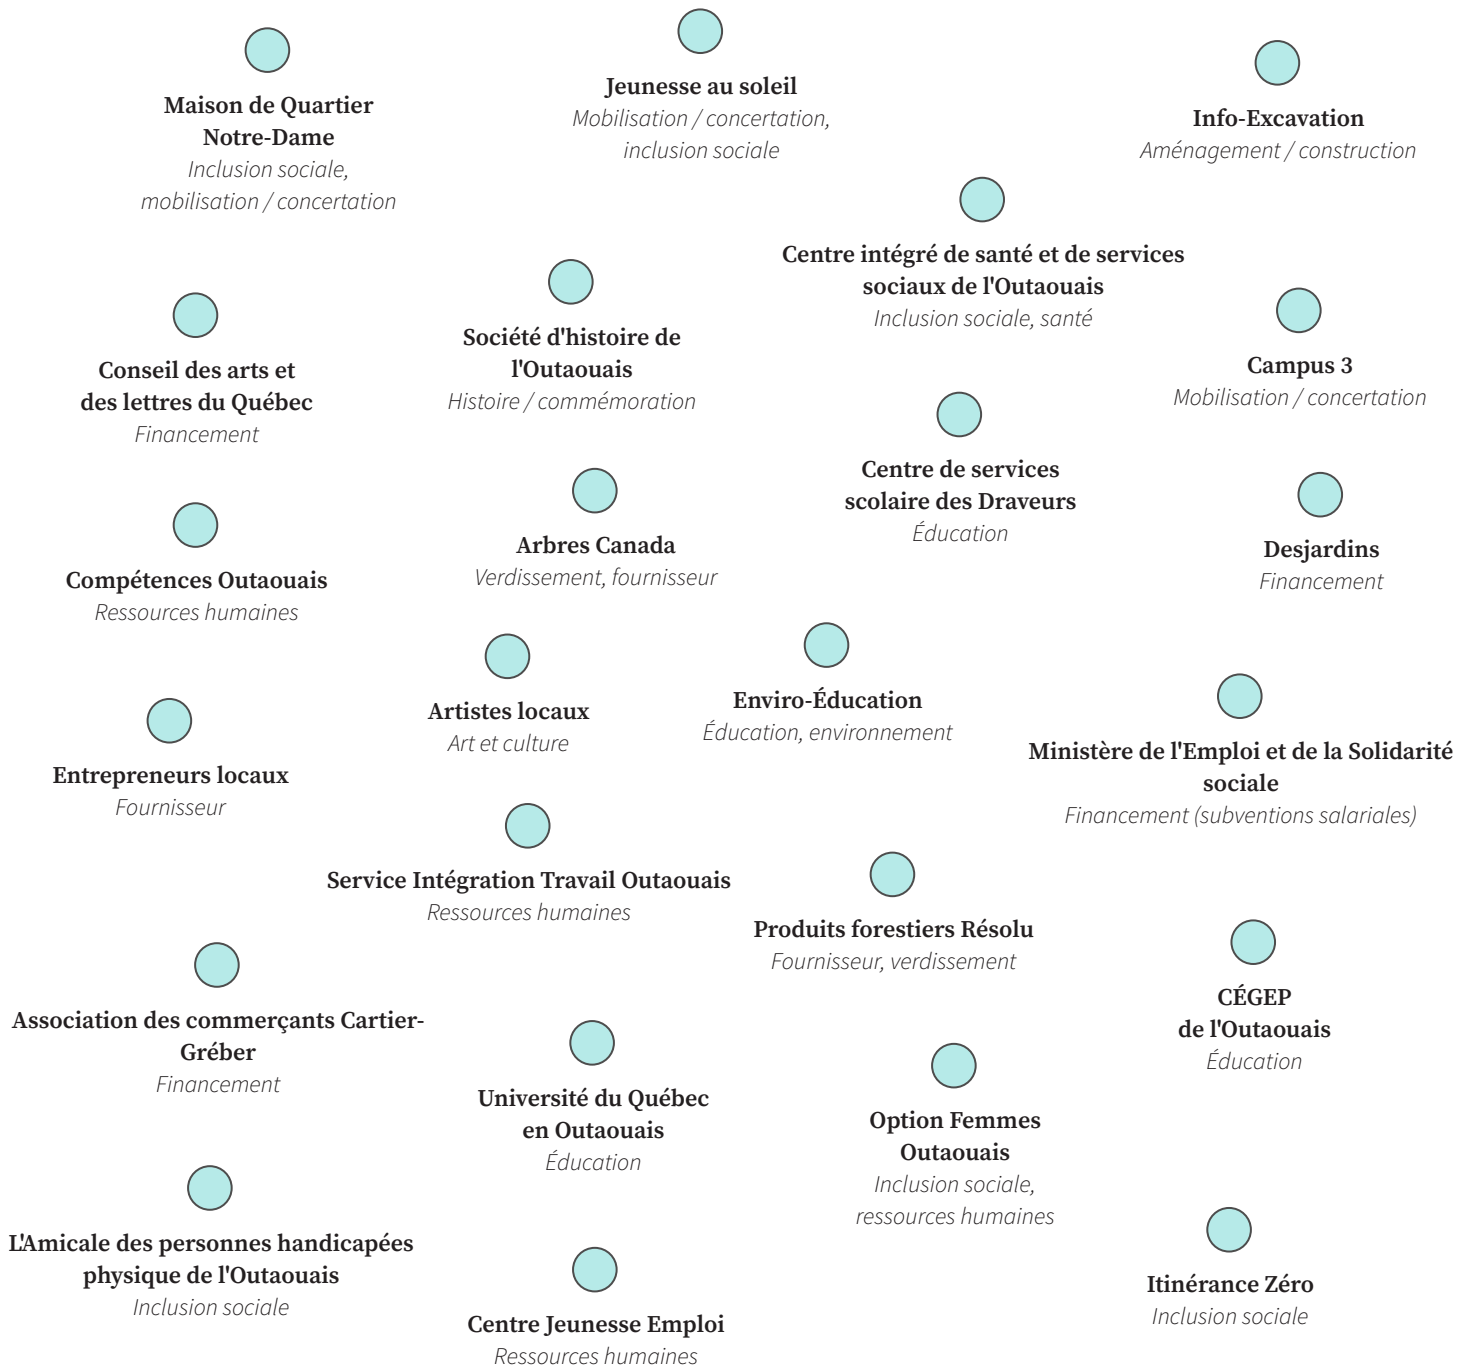 Jeunesse au soleil
Mobilisation / concertation,
inclusion sociale
Maison de Quartier
Notre-Dame
Inclusion sociale,
mobilisation / concertation
Info-Excavation
Aménagement / construction
Centre intégré de santé et de services
sociaux de l'Outaouais
Inclusion sociale, santé
Société d'histoire de
l'Outaouais
Histoire / commémoration
Conseil des arts et
des lettres du Québec
Financement
Campus 3
Mobilisation / concertation
Centre de services
scolaire des Draveurs
Éducation
Arbres Canada
Verdissement, fournisseur
Desjardins
Financement
Compétences Outaouais
Ressources humaines
Artistes locaux
Art et culture
Enviro-Éducation
Éducation, environnement
Ministère de l'Emploi et de la Solidarité
sociale
Financement (subventions salariales)
Entrepreneurs locaux
Fournisseur
Service Intégration Travail Outaouais
Ressources humaines
Produits forestiers Résolu
Fournisseur, verdissement
CÉGEP
de l'Outaouais
Éducation
Association des commerçants Cartier-
Gréber
Financement
Université du Québec
en Outaouais
Éducation
Option Femmes
Outaouais
Inclusion sociale,
ressources humaines
L'Amicale des personnes handicapées
physique de l'Outaouais
Inclusion sociale
Itinérance Zéro
Inclusion sociale
Centre Jeunesse Emploi
Ressources humaines